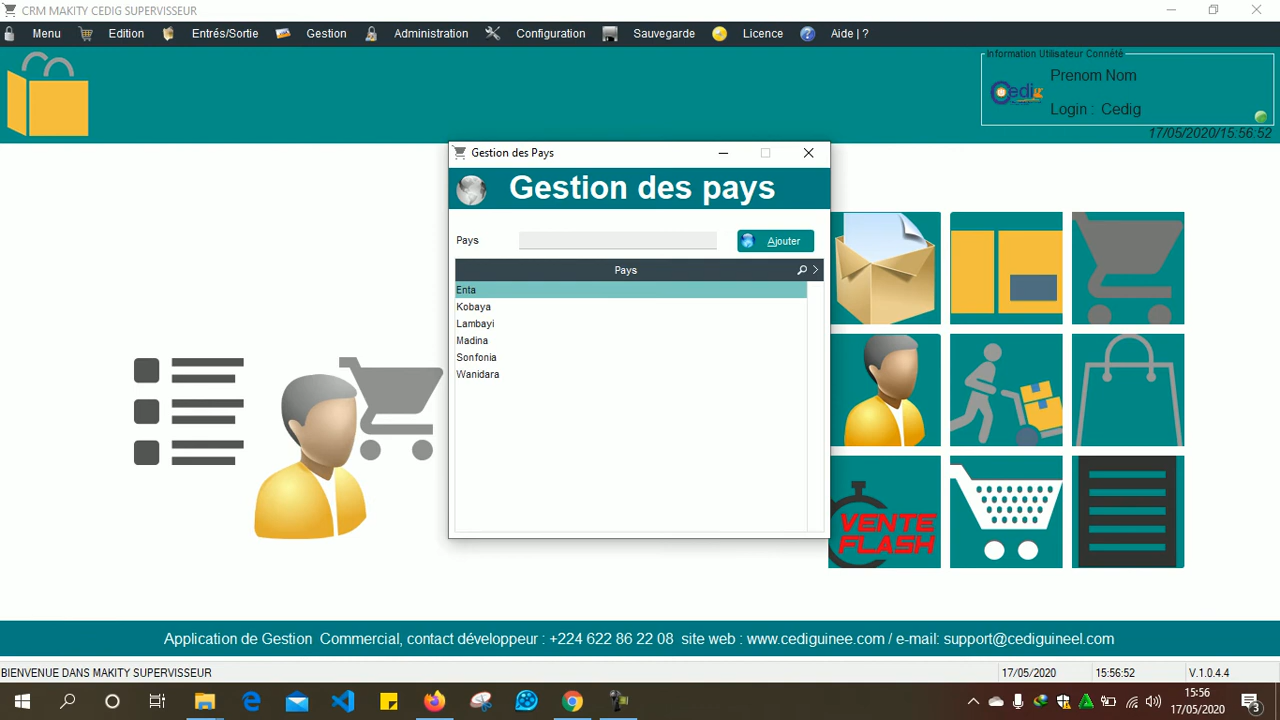 CRM MAKITY CEDIG SUPERVISSEUR
Menu Edition Entrés/Sortie Gestion Administration Configuration Sauvegarde Licence Aide | ?
Information Utilisateur Connété
Prenom Nom
Cedig
Login : Cedig
17/05/2020/15:56:52
Gestion des Pays
Gestion des pays
Pays Ajouter
Pays
Enta
Kobaya
Lambayi
Madina
Sonfonia
Wanidara
VENTE
FLASH
Application de Gestion Commercial, contact développeur : +224 622 86 22 08 site web : www.cediguinee.com / e-mail: support@cediguineel.com
BIENVENUE DANS MAKITY SUPERVISSEUR 17/05/2020 15:56:52 V.1.0.4.4
15:56
17/05/2020
3